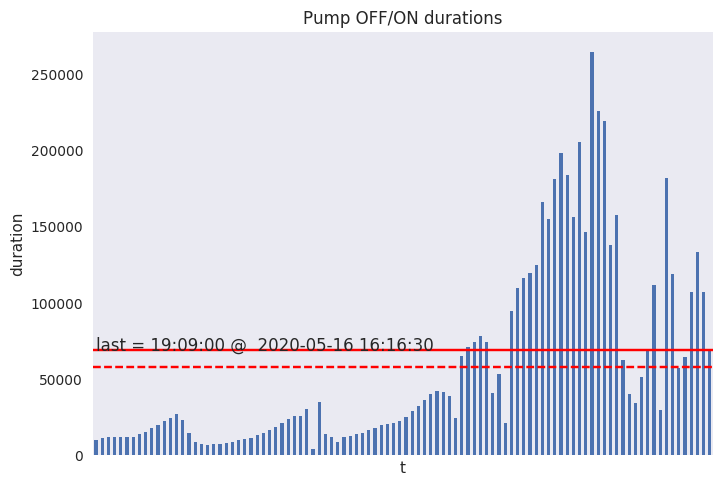 Pump OFF/ON durations
250000
200000
150000
100000
50000
0
duration
last = 19:09:00 @  2020-05-16 16:16:30
t